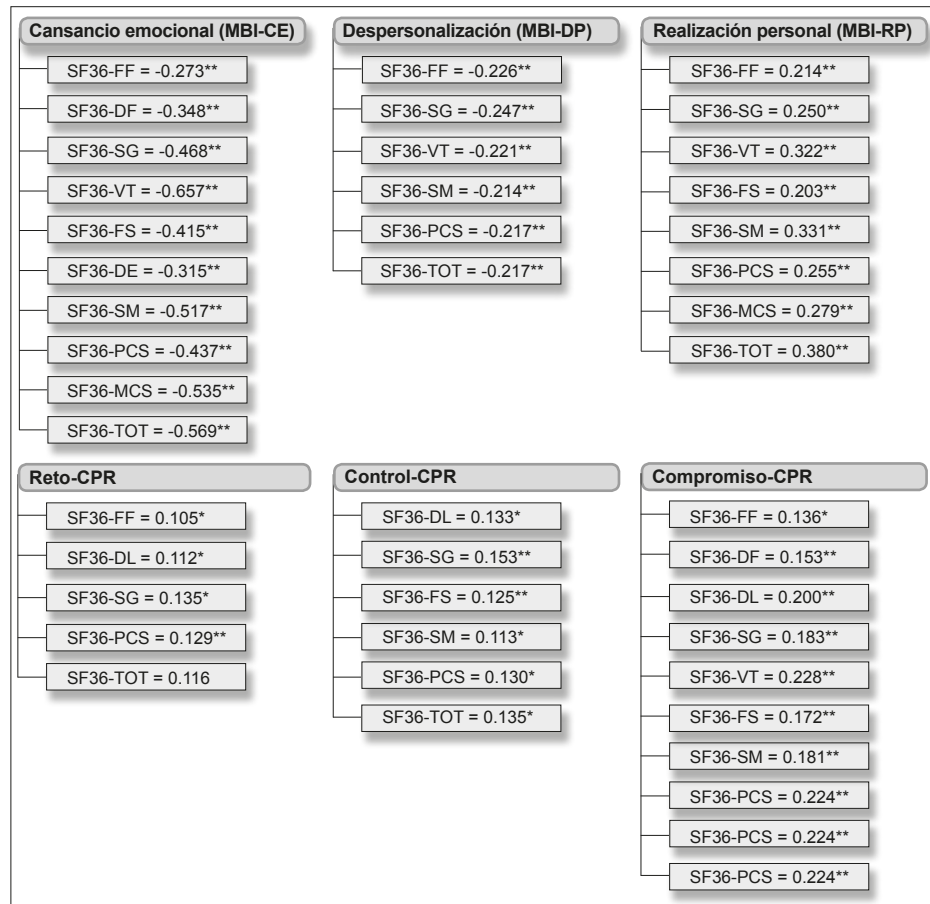 Cansancio emocional (MBI-CE)
SF36-FF = -0.273**
SF36-DF = -0.348**
SF36-SG = -0.468**
SF36-VT = -0.657**
SF36-FS = -0.415**
SF36-DE = -0.315**
SF36-SM = -0.517**
SF36-PCS = -0.437**
SF36-MCS = -0.535**
SF36-TOT = -0.569**
Despersonalización (MBI-DP)
SF36-FF = -0.226**
SF36-SG = -0.247**
SF36-VT = -0.221**
SF36-SM = -0.214**
SF36-PCS = -0.217**
SF36-TOT = -0.217**
Realización personal (MBI-RP)
SF36-FF = 0.214**
SF36-SG = 0.250**
SF36-VT = 0.322**
SF36-FS = 0.203**
SF36-SM = 0.331**
SF36-PCS = 0.255**
SF36-MCS = 0.279**
SF36-TOT = 0.380**
Reto-CPR
SF36-FF = 0.105*
SF36-DL = 0.112*
SF36-SG = 0.135*
SF36-PCS = 0.129**
SF36-TOT = 0.116
Control-CPR
SF36-DL = 0.133*
SF36-SG = 0.153**
SF36-FS = 0.125**
SF36-SM = 0.113*
SF36-PCS = 0.130*
SF36-TOT = 0.135*
Compromiso-CPR
SF36-FF = 0.136*
SF36-DF = 0.153**
SF36-DL = 0.200**
SF36-SG = 0.183**
SF36-VT = 0.228**
SF36-FS = 0.172**
SF36-SM = 0.181**
SF36-PCS = 0.224**
SF36-PCS = 0.224**
SF36-PCS = 0.224**